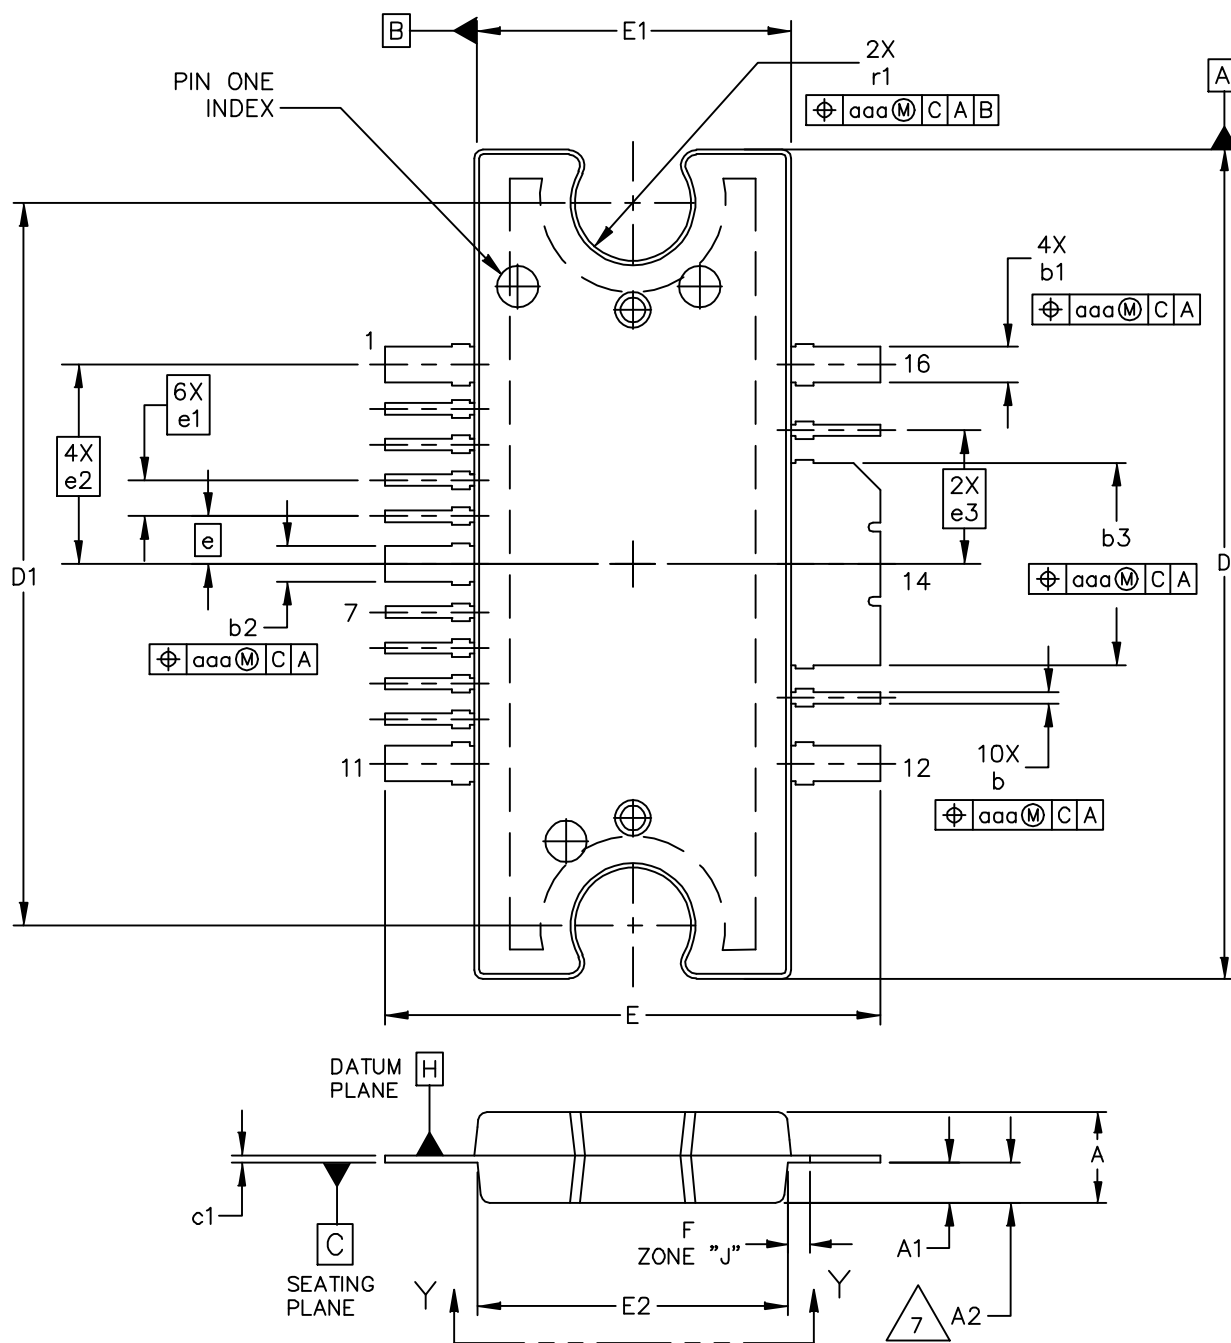 B
E1
2X
r1
⌖ aaa Ⓜ C A B
A
PIN ONE
INDEX
4X
b1
⌖ aaa Ⓜ C A
1
16
6X
e1
4X
e2
2X
e3
e
b3
⌖ aaa Ⓜ C A
D1
D
14
7
b2
⌖ aaa Ⓜ C A
11
12
10X
b
⌖ aaa Ⓜ C A
E
DATUM
PLANE
H
A
c1
C
SEATING
PLANE
F
ZONE "J"
A1
Y
Y
E2
7
A2